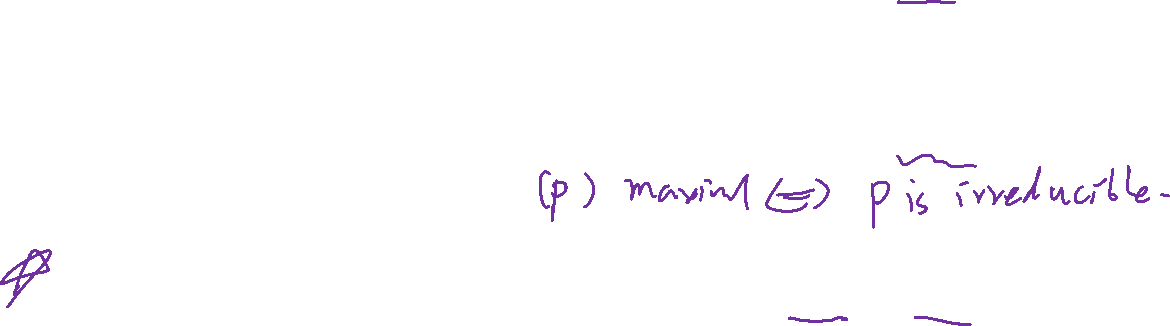 (p) maximal ⇔ p is irreducible.